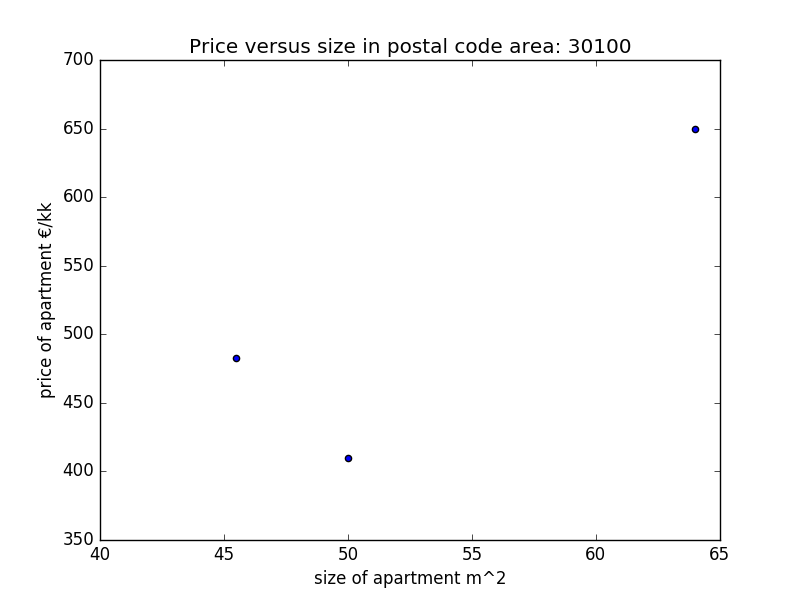 Price versus size in postal code area: 30100
700
650
600
550
500
450
400
350
price of apartment €/kk
40 45 50 55 60 65
size of apartment m^2